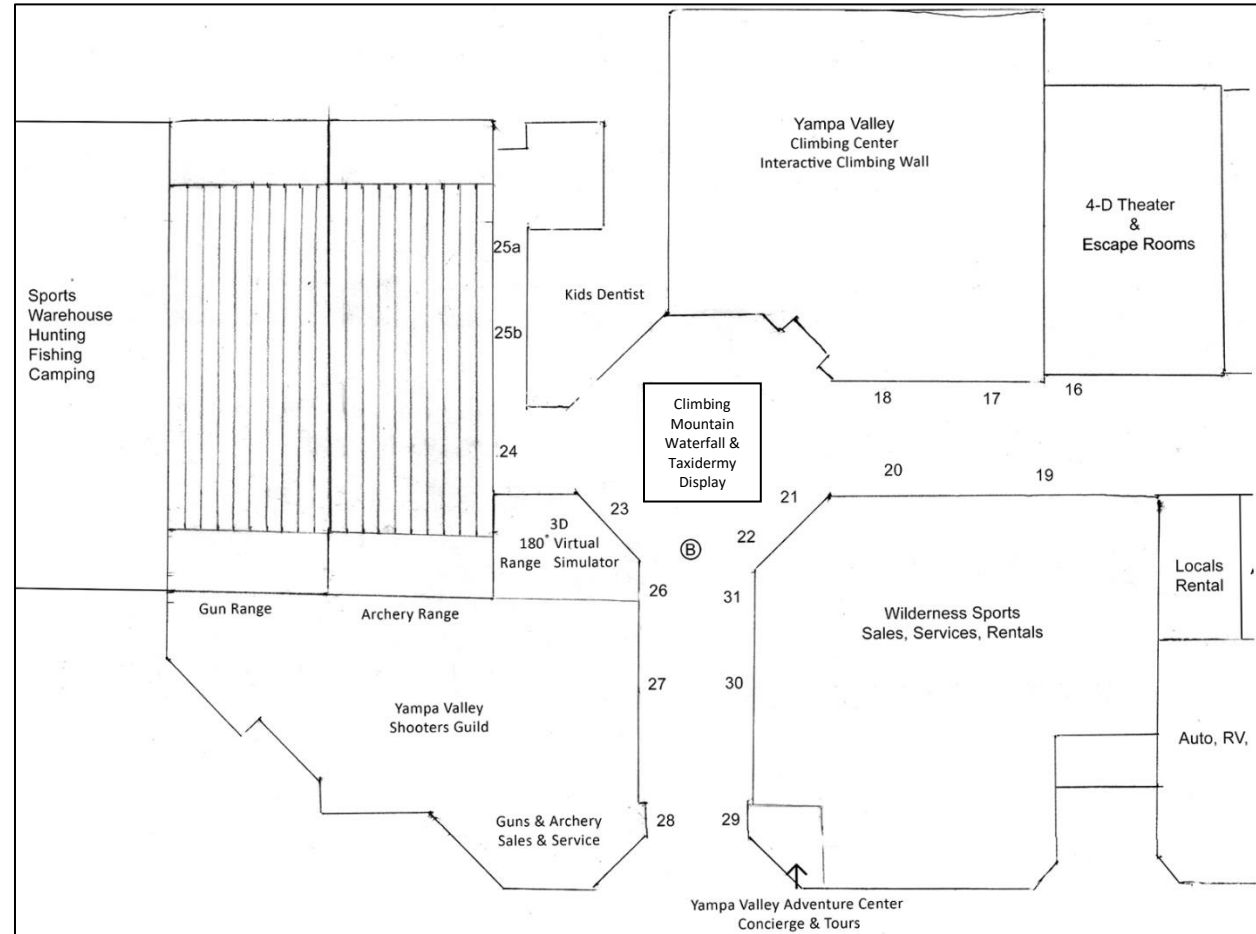 Yampa Valley
Climbing Center
Interactive Climbing Wall
4-D Theater
&
Escape Rooms
Sports
Warehouse
Hunting
Fishing
Camping
25a
25b
Kids Dentist
Climbing
Mountain
Waterfall &
Taxidermy
Display
18
17
16
24
23
20
19
21
22
B
3D
180° Virtual
Range Simulator
26
31
Gun Range
Archery Range
Locals
Rental
Wilderness Sports
Sales, Services, Rentals
27
30
Yampa Valley
Shooters Guild
Auto, RV,
28
29
Guns & Archery
Sales & Service
Yampa Valley Adventure Center
Concierge & Tours